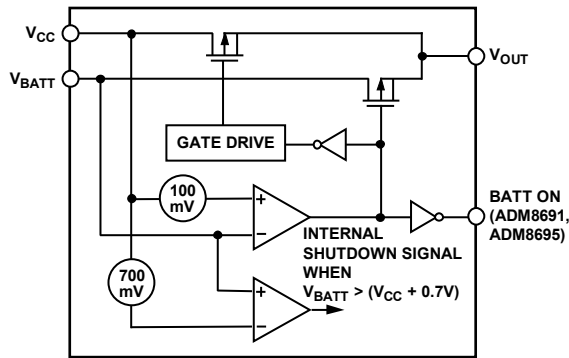 VCC
VBATT
VOUT
GATE DRIVE
100
mV
+
−
BATT ON
(ADM8691,
ADM8695)
INTERNAL
SHUTDOWN SIGNAL
WHEN
VBATT > (VCC + 0.7V)
700
mV
+
−